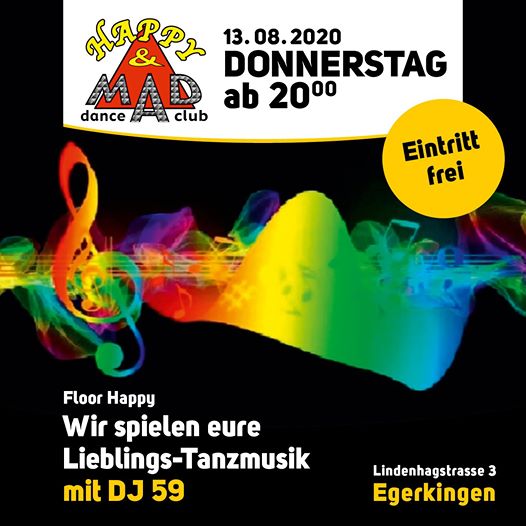 HAPPY
&
MAD
dance club
13.08.2020
DONNERSTAG
ab 20⁰⁰
Eintritt
frei
Floor Happy
Wir spielen eure
Lieblings-Tanzmusik
mit DJ 59
Lindenhagstrasse 3
Egerkingen